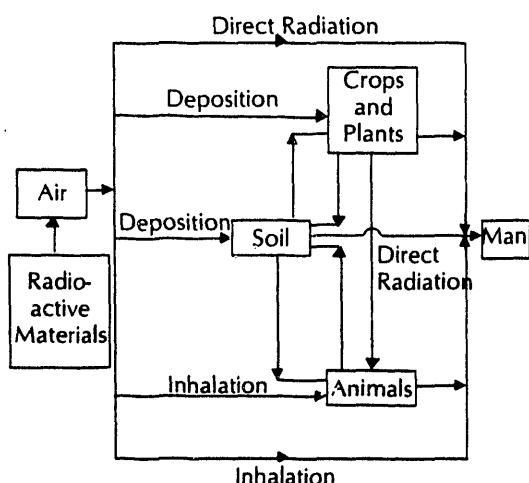 Direct Radiation
Crops
and
Plants
Deposition
Air
Deposition
Soil
Man
Direct
Radiation
Radio-
active
Materials
Inhalation
Animals
Inhalation